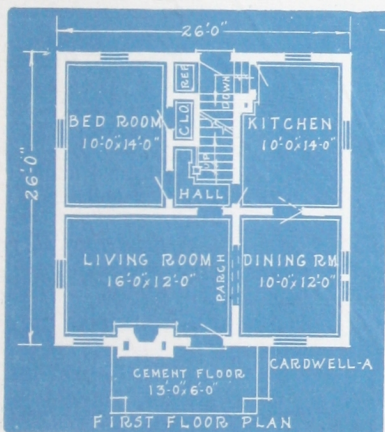 26'-0"
26'-0"
REF.
DOWN
BED ROOM
10'-0"x14'-0"
CLO.
KITCHEN
10'-0"x14'-0"
UP
HALL
LIVING ROOM
16'-0"x12'-0"
P'ARCH
DINING RM.
10'-0"x12'-0"
CARDWELL-A
CEMENT FLOOR
13'-0"x6'-0"
FIRST FLOOR PLAN